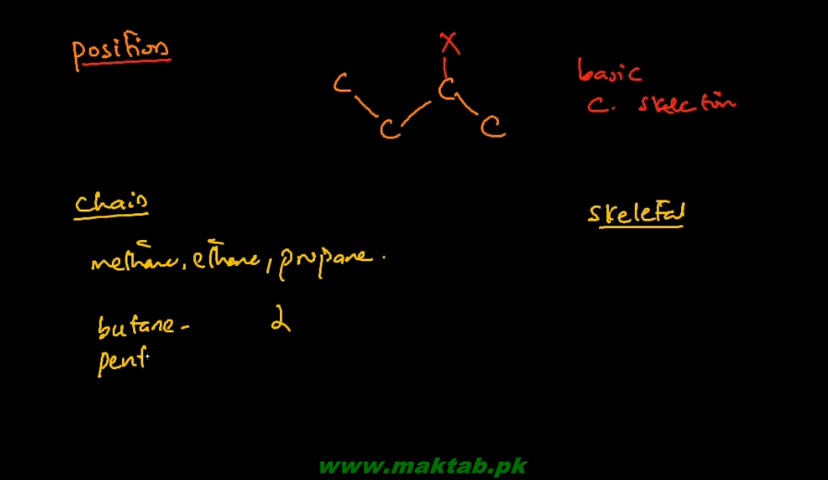 position
X
C
C
C
C
basic
C. skeleton
chain
skeletal
methane, ethane, propane.
butane - 2
pent
www.maktab.pk